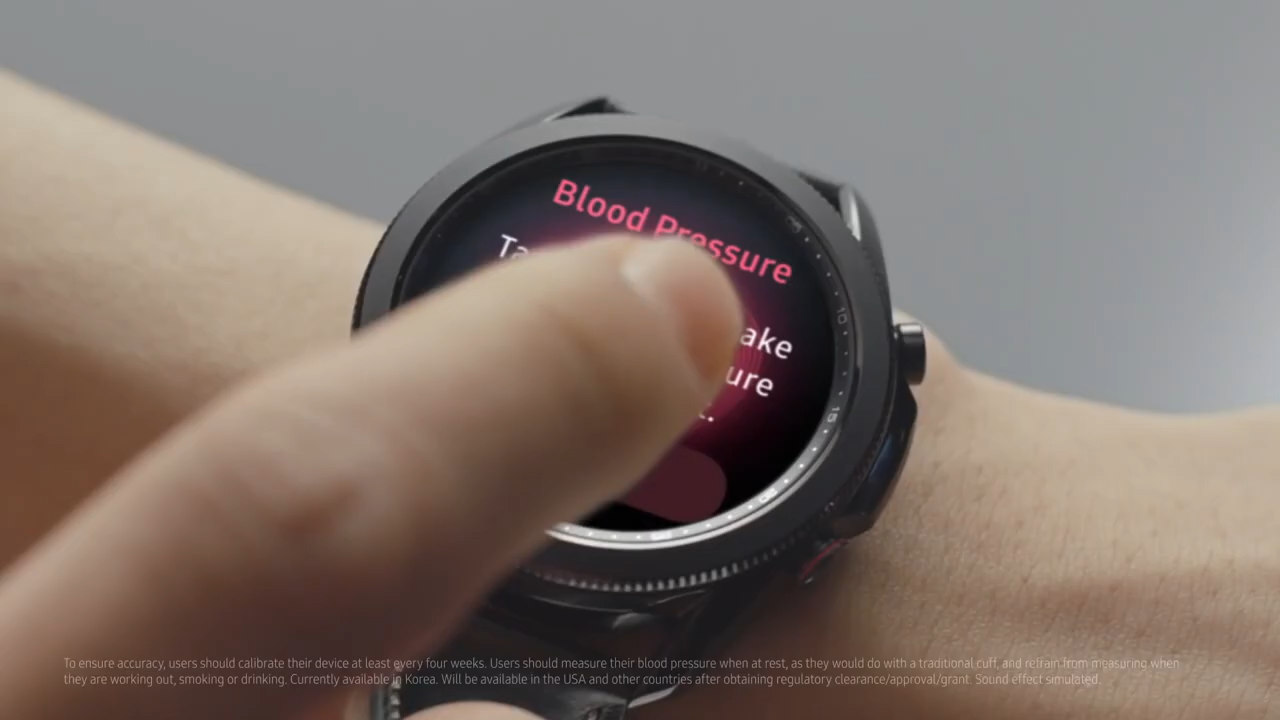 Blood Pressure
Ta
ake
ure
10
15
To ensure accuracy, users should calibrate their device at least every four weeks. Users should measure their blood pressure when at rest, as they would do with a traditional cuff, and refrain from measuring when
they are working out, smoking or drinking. Currently available in Korea. Will be available in the USA and other countries after obtaining regulatory clearance/approval/grant. Sound effect simulated.